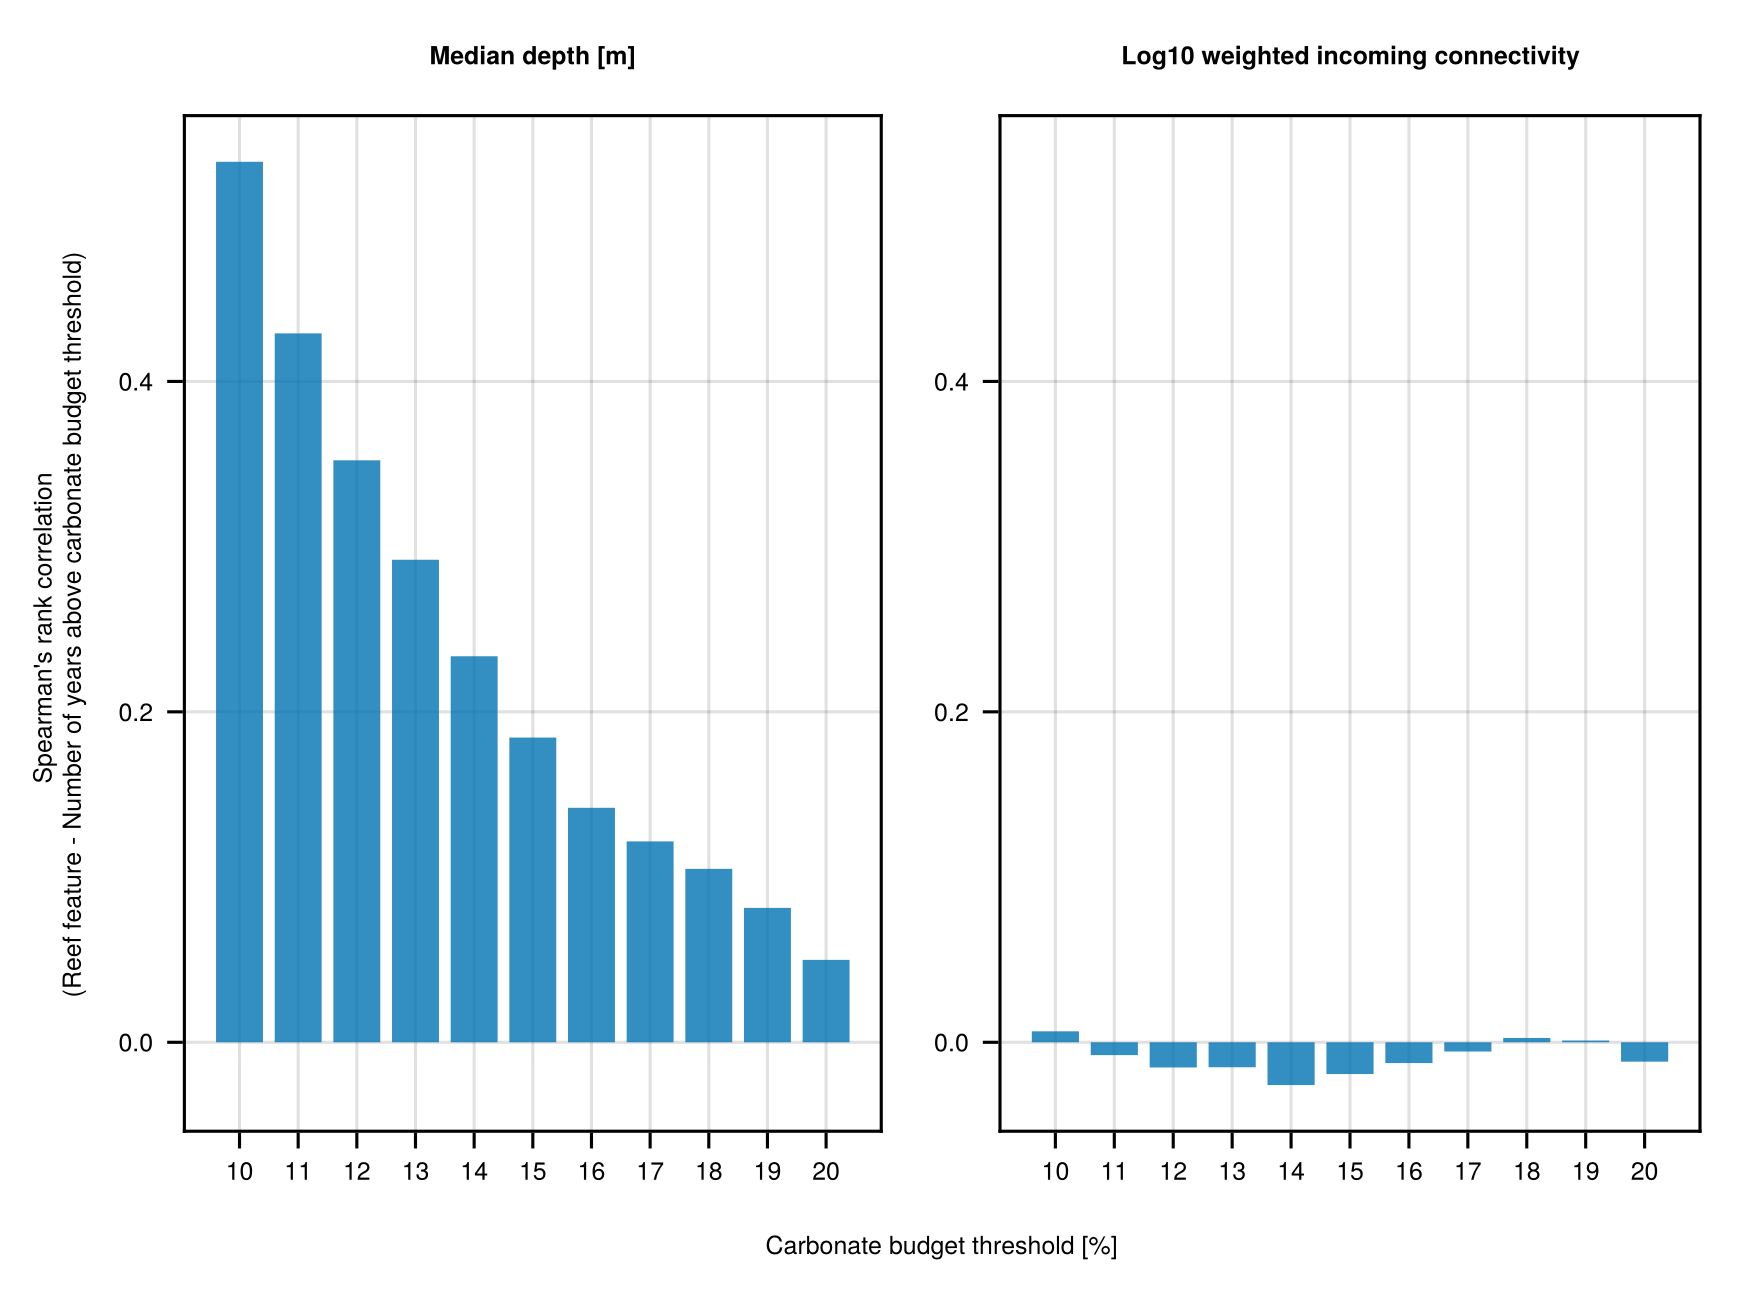 Median depth [m]
Log10 weighted incoming connectivity
Spearman's rank correlation
(Reef feature - Number of years above carbonate budget threshold)
0.4
0.2
0.0
0.4
0.2
0.0
10 11 12 13 14 15 16 17 18 19 20
10 11 12 13 14 15 16 17 18 19 20
Carbonate budget threshold [%]